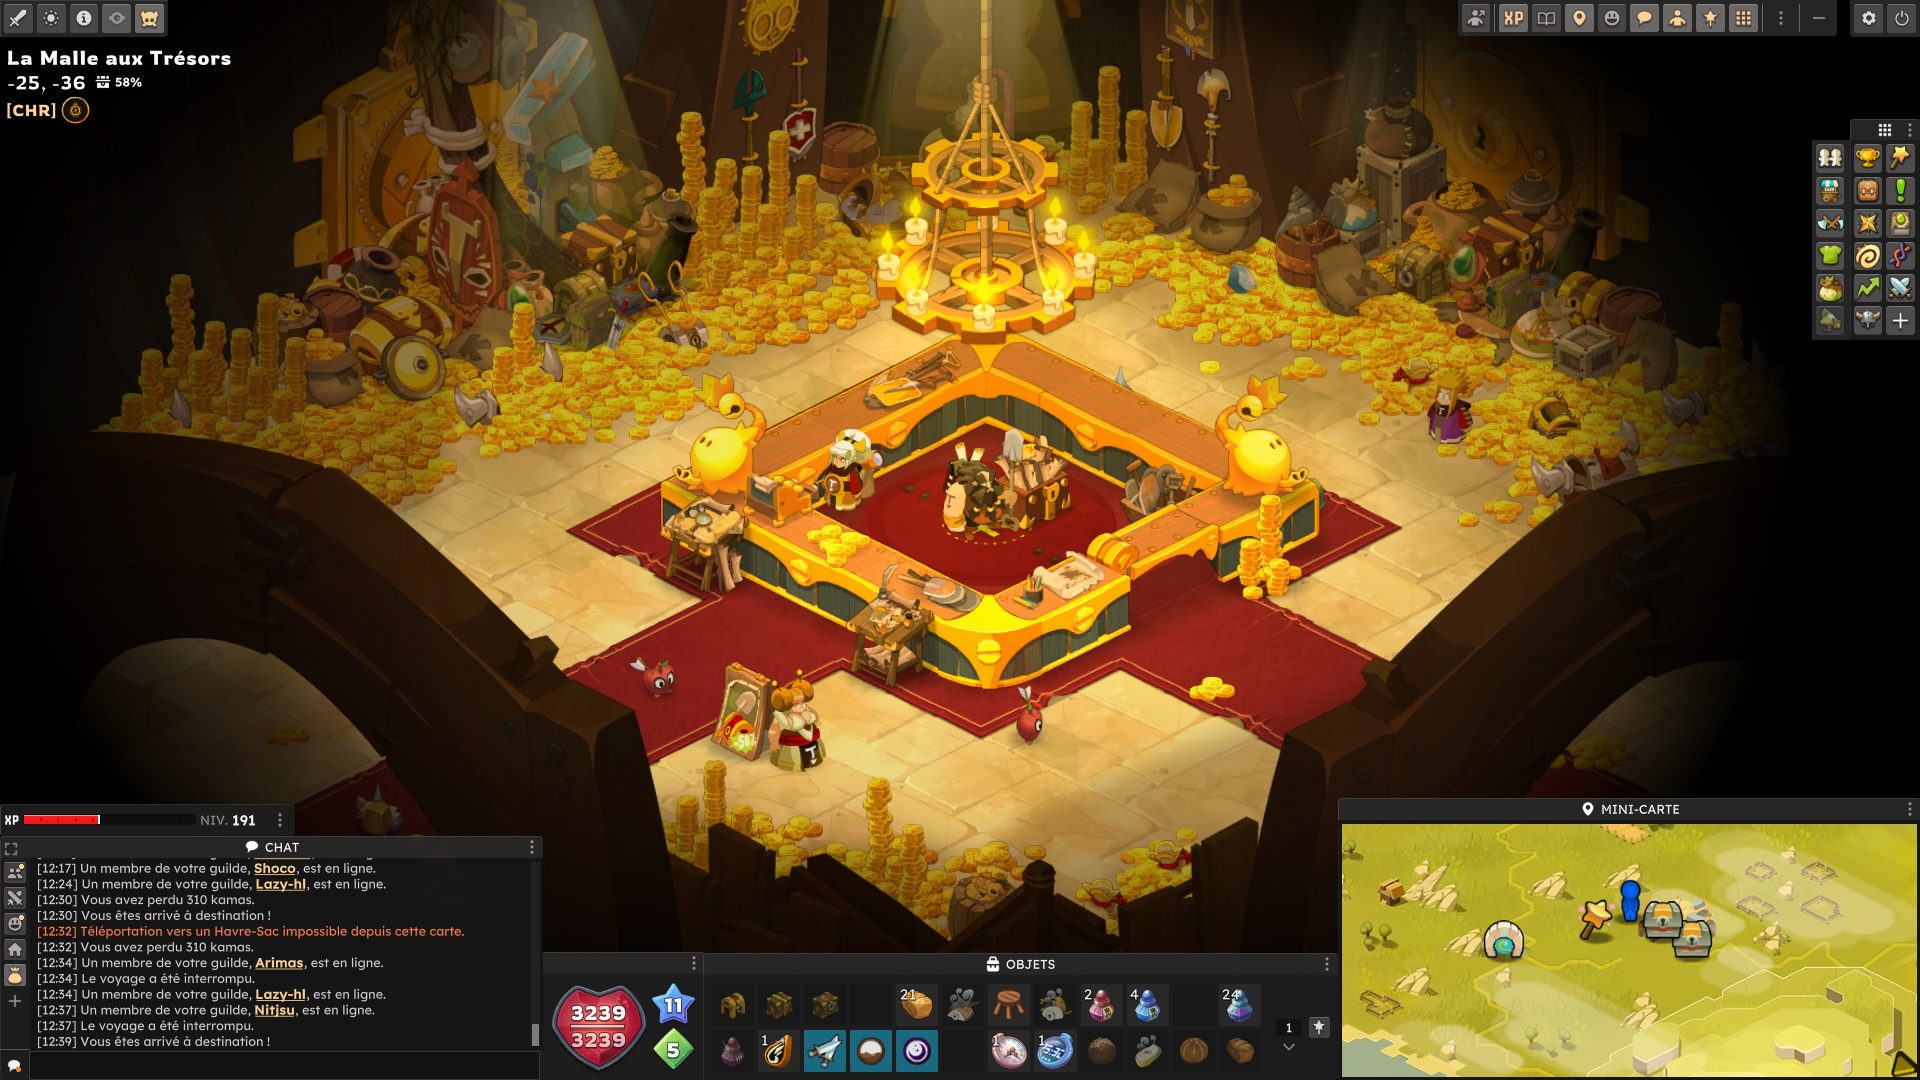 XP
La Malle aux Trésors
-25, -36 58%
[CHR]
-50%
XP NIV. 191
CHAT
[12:17] Un membre de votre guilde, Shoco, est en ligne.
[12:24] Un membre de votre guilde, Lazy-hl, est en ligne.
[12:30] Vous avez perdu 310 kamas.
[12:30] Vous êtes arrivé à destination !
[12:32] Téléportation vers un Havre-Sac impossible depuis cette carte.
[12:32] Vous avez perdu 310 kamas.
[12:34] Un membre de votre guilde, Arimas, est en ligne.
[12:34] Le voyage a été interrompu.
[12:34] Un membre de votre guilde, Lazy-hl, est en ligne.
[12:37] Un membre de votre guilde, Nitjsu, est en ligne.
[12:37] Le voyage a été interrompu.
[12:39] Vous êtes arrivé à destination !
3239
3239
11
5
OBJETS
21 2 4 24
1 1 1
1
MINI-CARTE